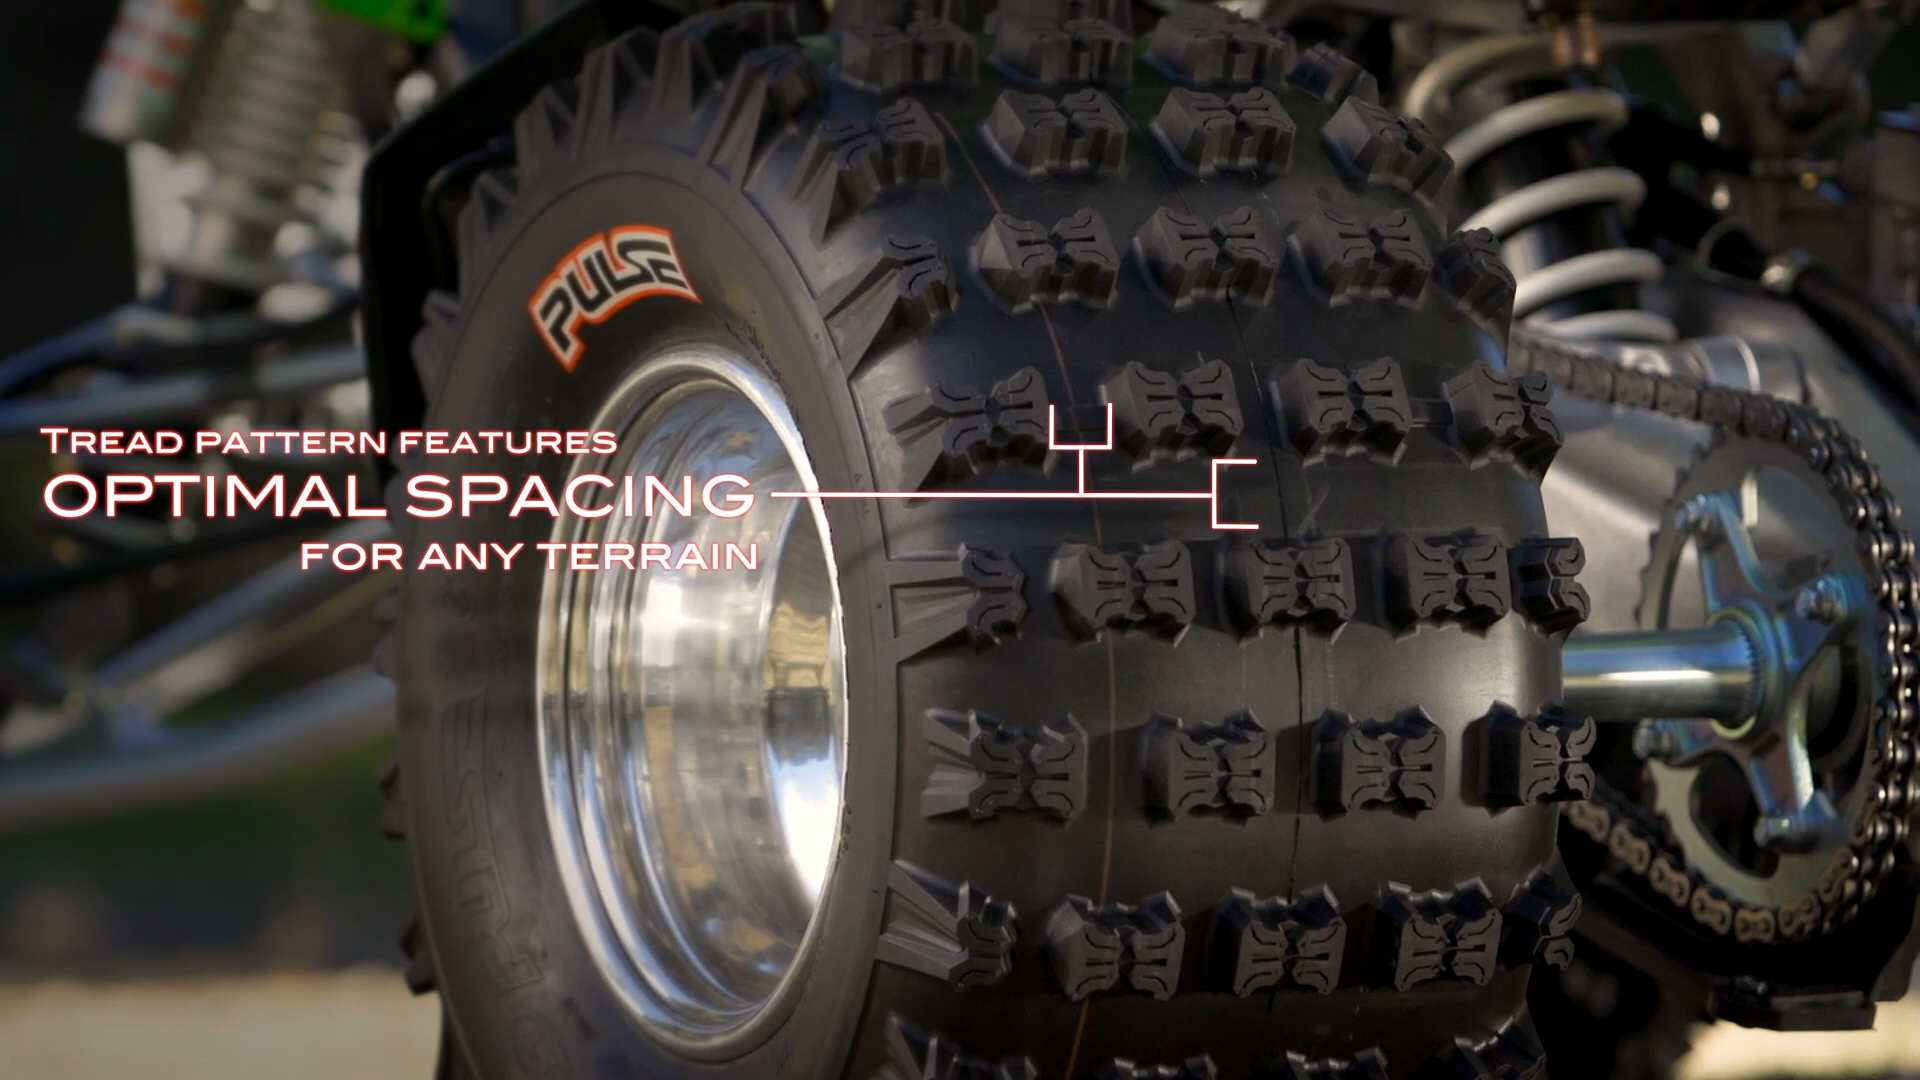 PULSE
TREAD PATTERN FEATURES
OPTIMAL SPACING
FOR ANY TERRAIN